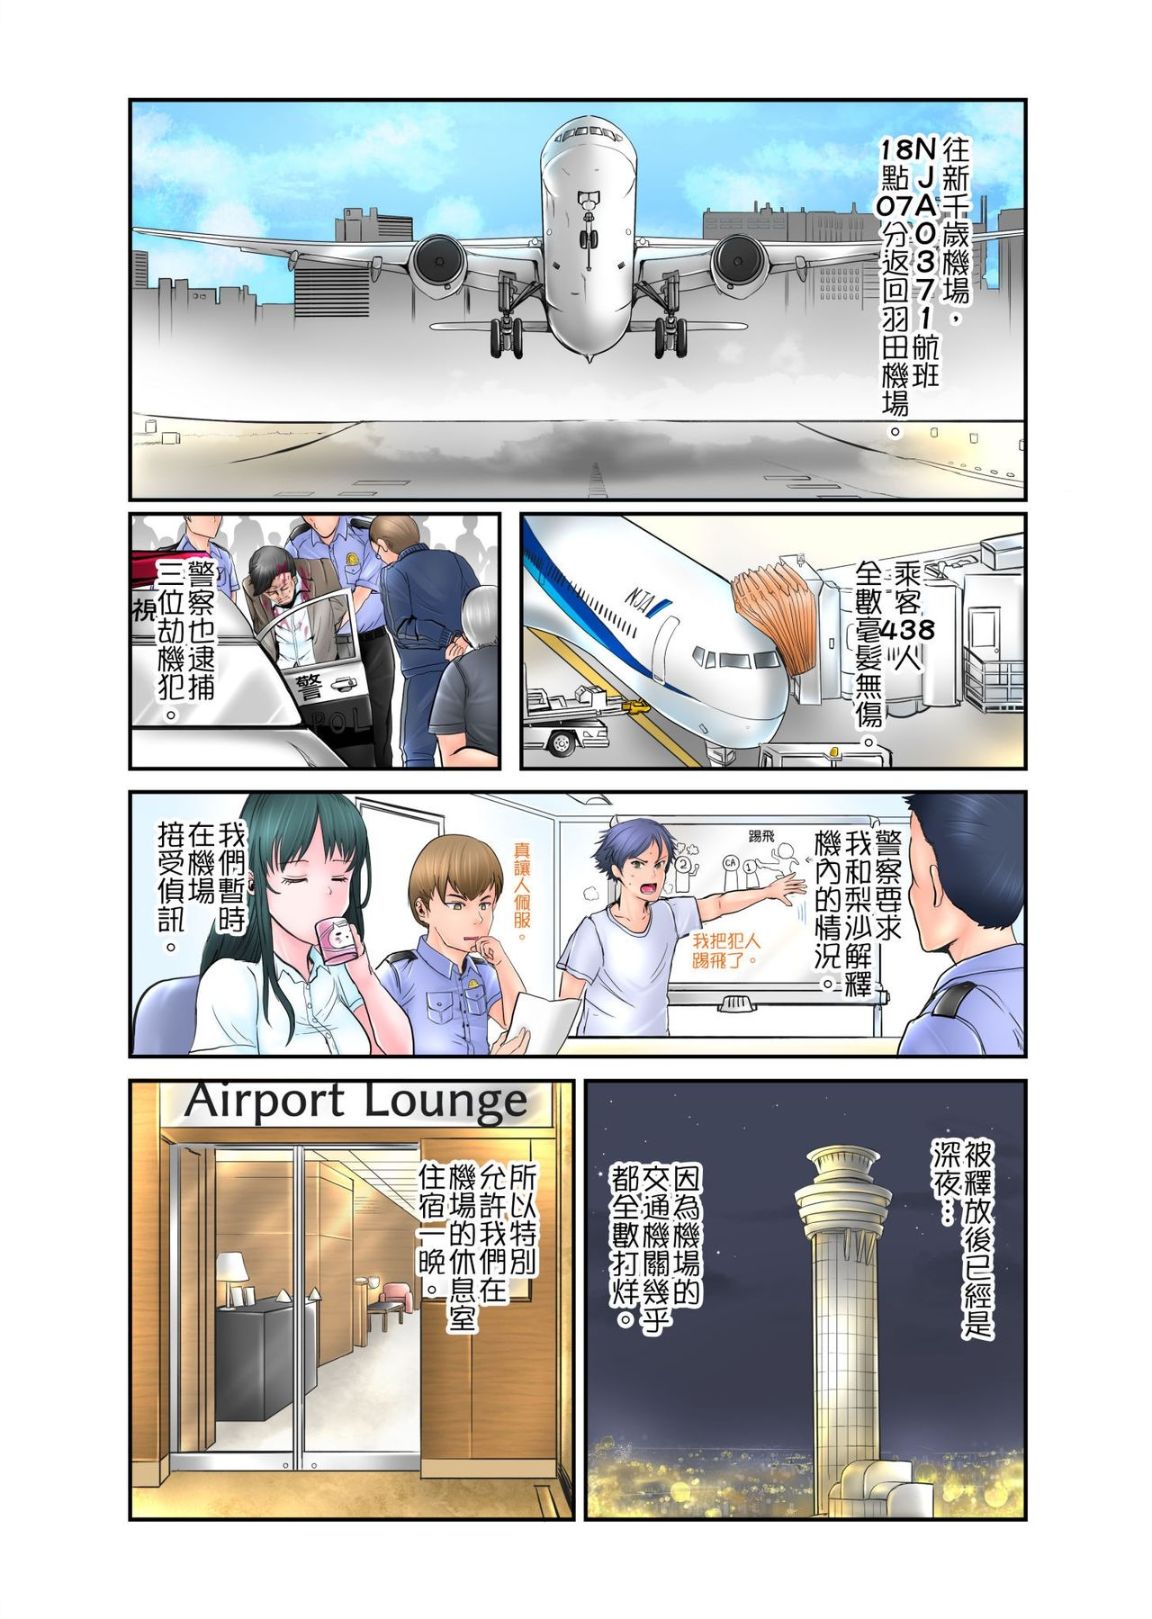 往新千歲機場，
NJA0371航班
18點07分返回羽田機場。
乘客438人
全數毫髮無傷。
NJA
警察也逮捕
三位劫機犯。
視
警
POL
警察要求
我和梨沙解釋
機內的情況。
踢飛
2
CA
1
我把犯人
踢飛了。
真讓人佩服。
我們暫時
在機場
接受偵訊。
被釋放後已經是
深夜…
因為機場的
交通機關幾乎
都全數打烊。
Airport Lounge
所以特別
允許我們在
機場的休息室
住宿一晚。